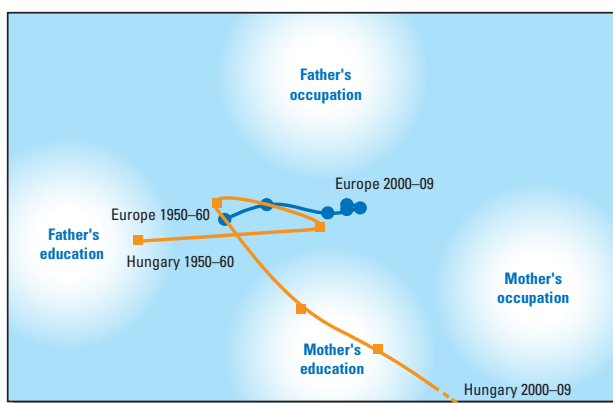 Father's
occupation
Europe 2000–09
Europe 1950–60
Father's
education
Hungary 1950–60
Mother's
occupation
Mother's
education
Hungary 2000–09